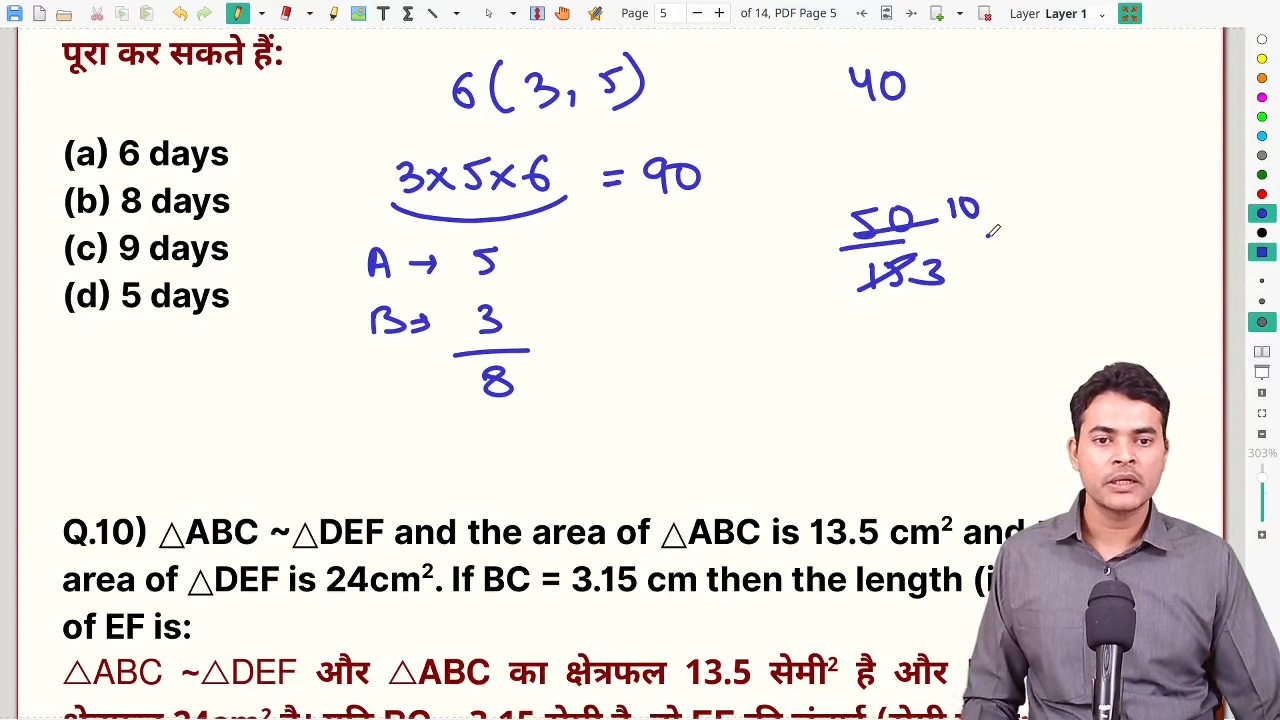 Page 5 of 14, PDF Page 5 Layer Layer 1
पूरा कर सकते हैं:
6(3, 5) 40
(a) 6 days
3×5×6 = 90
(b) 8 days
50 10
(c) 9 days
A → 5
153
(d) 5 days
B⇒ 3
8
303%
Q.10) △ABC ~△DEF and the area of △ABC is 13.5 cm² and
area of △DEF is 24cm². If BC = 3.15 cm then the length
of EF is:
△ABC ~△DEF और △ABC का क्षेत्रफल 13.5 सेमी² है और